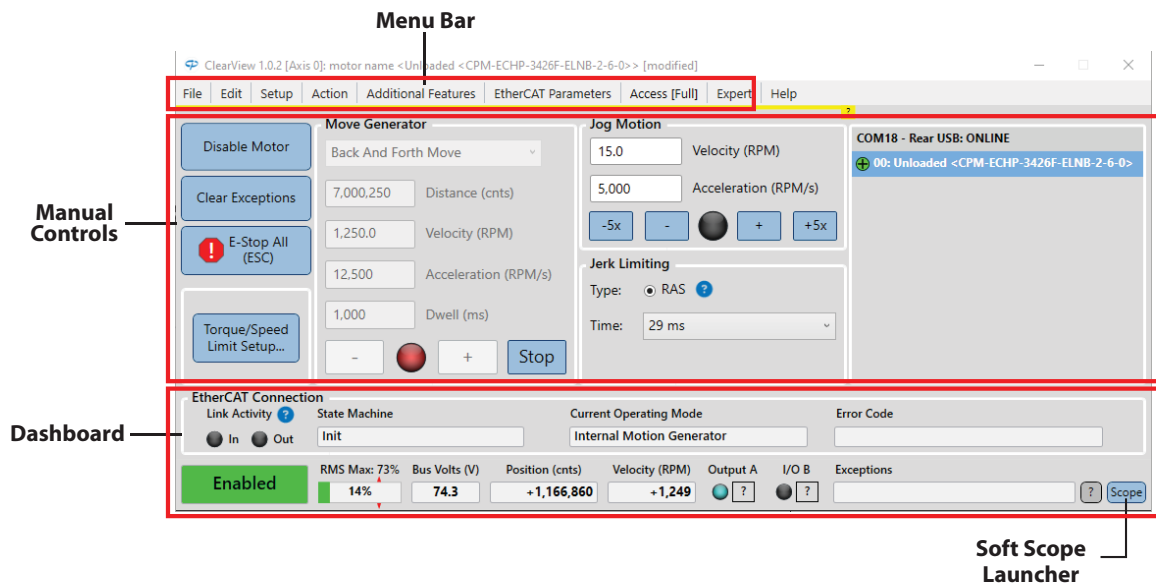 Menu Bar
ClearView 1.0.2 [Axis 0]: motor name <Unloaded <CPM-ECHP-3426F-ELNB-2-6-0>> [modified]
File Edit Setup Action Additional Features EtherCAT Parameters Access [Full] Expert Help
?
Manual
Controls
Disable Motor
Clear Exceptions
! E-Stop All
(ESC)
Torque/Speed
Limit Setup...
Move Generator
Back And Forth Move
7,000,250 Distance (cnts)
1,250.0 Velocity (RPM)
12,500 Acceleration (RPM/s)
1,000 Dwell (ms)
- + Stop
Jog Motion
15.0 Velocity (RPM)
5,000 Acceleration (RPM/s)
-5x - + +5x
Jerk Limiting
Type: RAS ?
Time: 29 ms
COM18 - Rear USB: ONLINE
00: Unloaded <CPM-ECHP-3426F-ELNB-2-6-0>
Dashboard
EtherCAT Connection
Link Activity ? State Machine Current Operating Mode Error Code
In Out Init Internal Motion Generator
Enabled
RMS Max: 73% Bus Volts (V) Position (cnts) Velocity (RPM) Output A I/O B Exceptions
14% 74.3 +1,166,860 +1,249 ? ? ? Scope
Soft Scope
Launcher